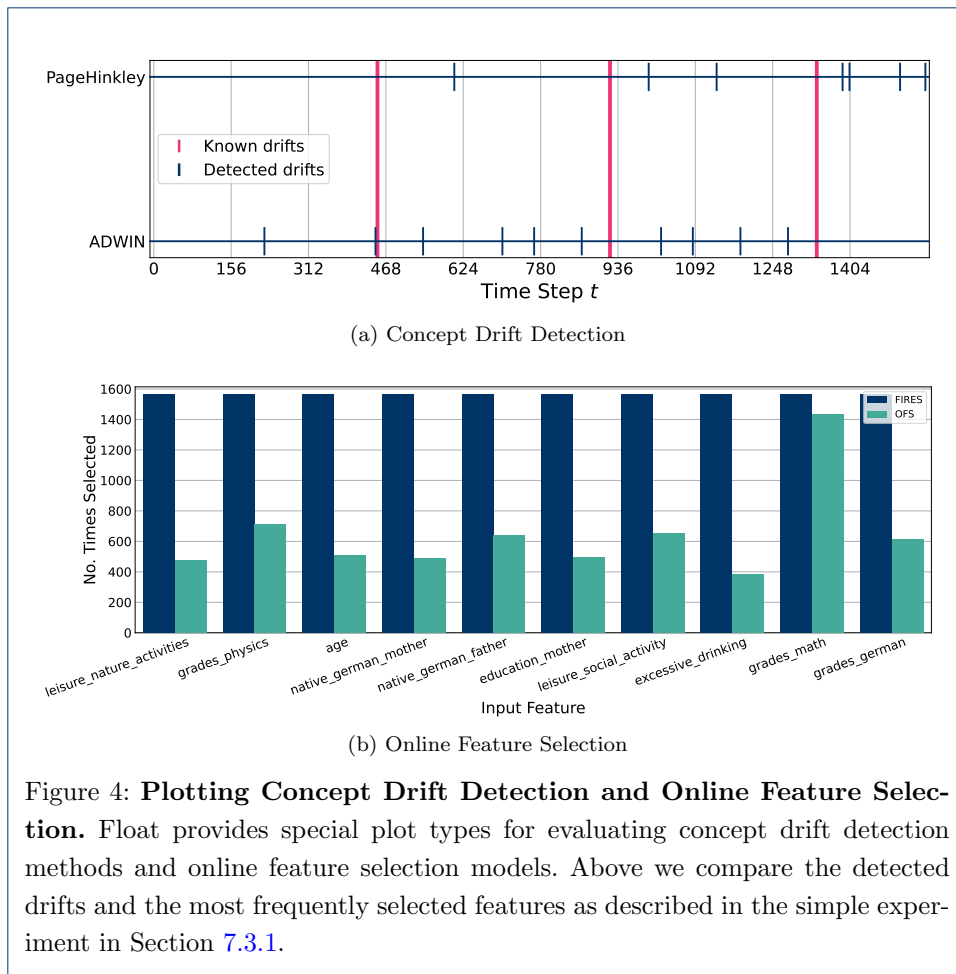 PageHinkley
Known drifts
Detected drifts
ADWIN
0 156 312 468 624 780 936 1092 1248 1404
Time Step t
(a) Concept Drift Detection
1600
1400
1200
1000
800
600
400
200
0
No. Times Selected
FIRES
OFS
leisure_nature_activities grades_physics age native_german_mother native_german_father education_mother leisure_social_activity excessive_drinking grades_math grades_german
Input Feature
(b) Online Feature Selection
Figure 4: Plotting Concept Drift Detection and Online Feature Selec-
tion. Float provides special plot types for evaluating concept drift detection
methods and online feature selection models. Above we compare the detected
drifts and the most frequently selected features as described in the simple exper-
iment in Section 7.3.1.